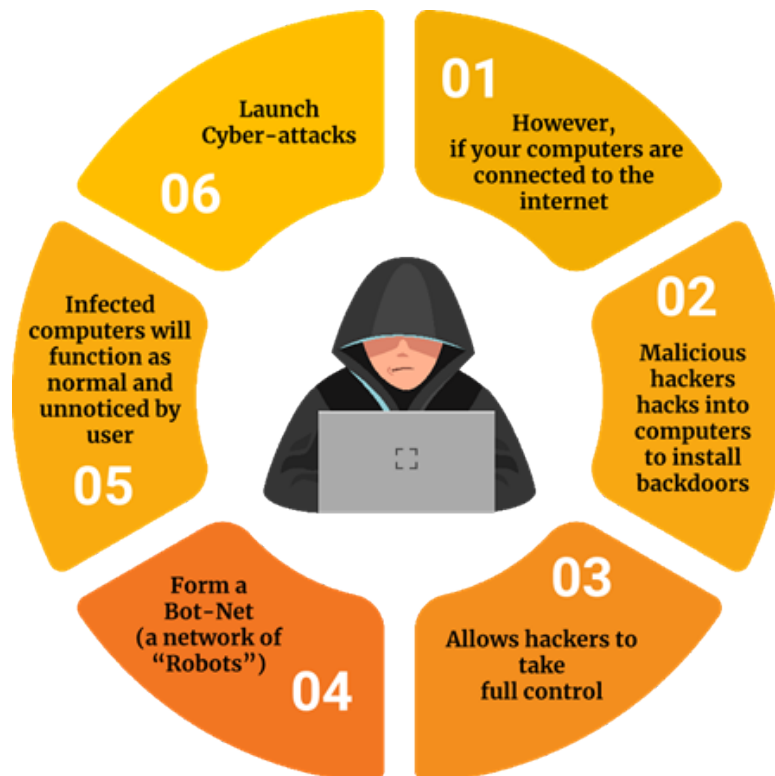 01
However,
if your computers are
connected to the
internet
02
Malicious
hackers
hacks into
computers
to install
backdoors
03
Allows hackers to
take
full control
Form a
Bot-Net
(a network of
“Robots”)
04
Infected
computers will
function as
normal and
unnoticed by
user
05
Launch
Cyber-attacks
06